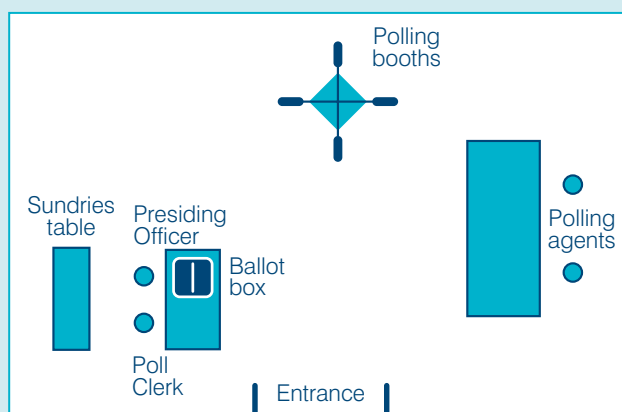 Polling
booths
Sundries
table
Presiding
Officer
Ballot
box
Polling
agents
Poll
Clerk
Entrance